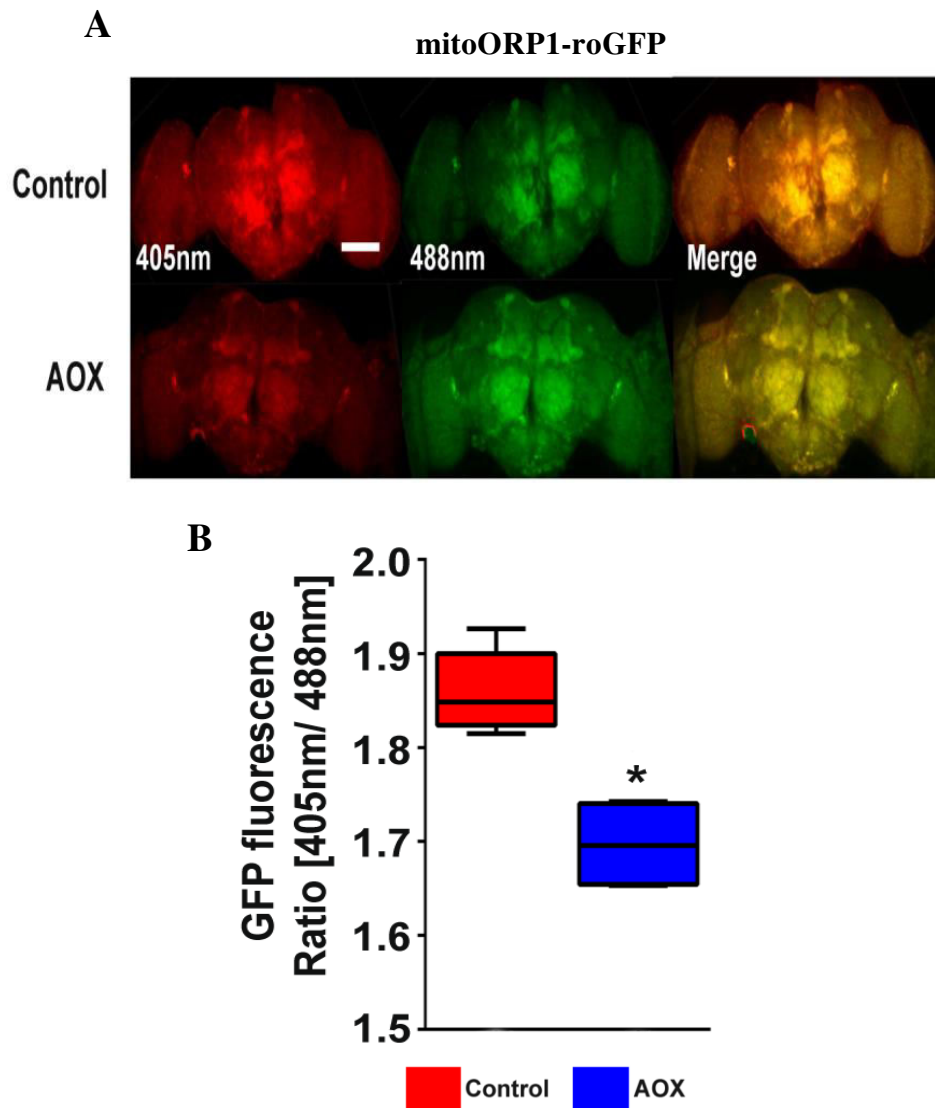 A
mitoORP1-roGFP
Control
405nm
488nm
Merge
AOX
B
GFP fluorescence
Ratio [405nm/ 488nm]
2.0
1.9
1.8
1.7
1.6
1.5
*
Control
AOX